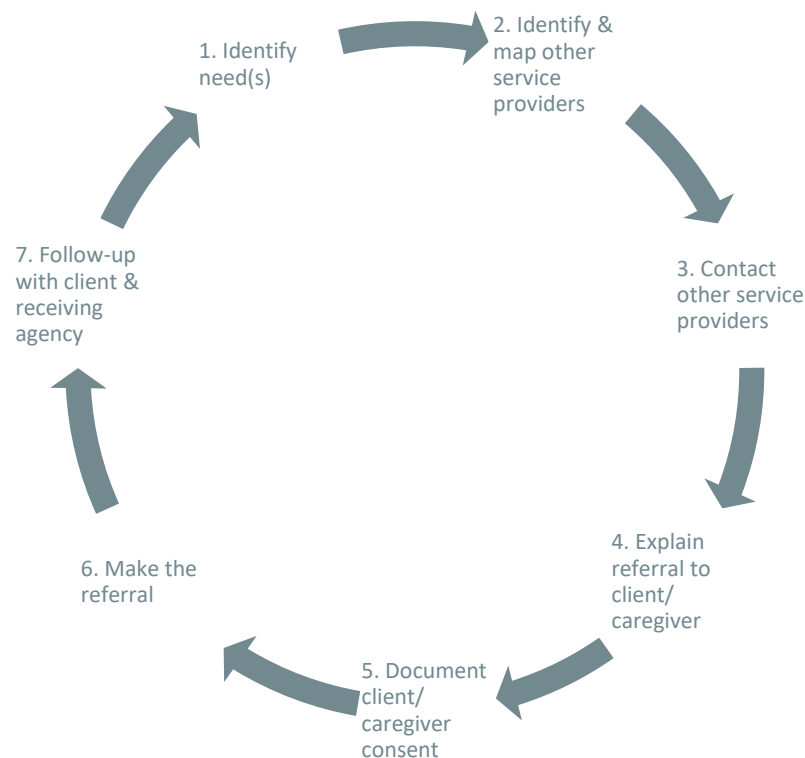 1. Identify
need(s)
2. Identify &
map other
service
providers
3. Contact
other service
providers
4. Explain
referral to
client/
caregiver
5. Document
client/
caregiver
consent
6. Make the
referral
7. Follow-up
with client &
receiving
agency